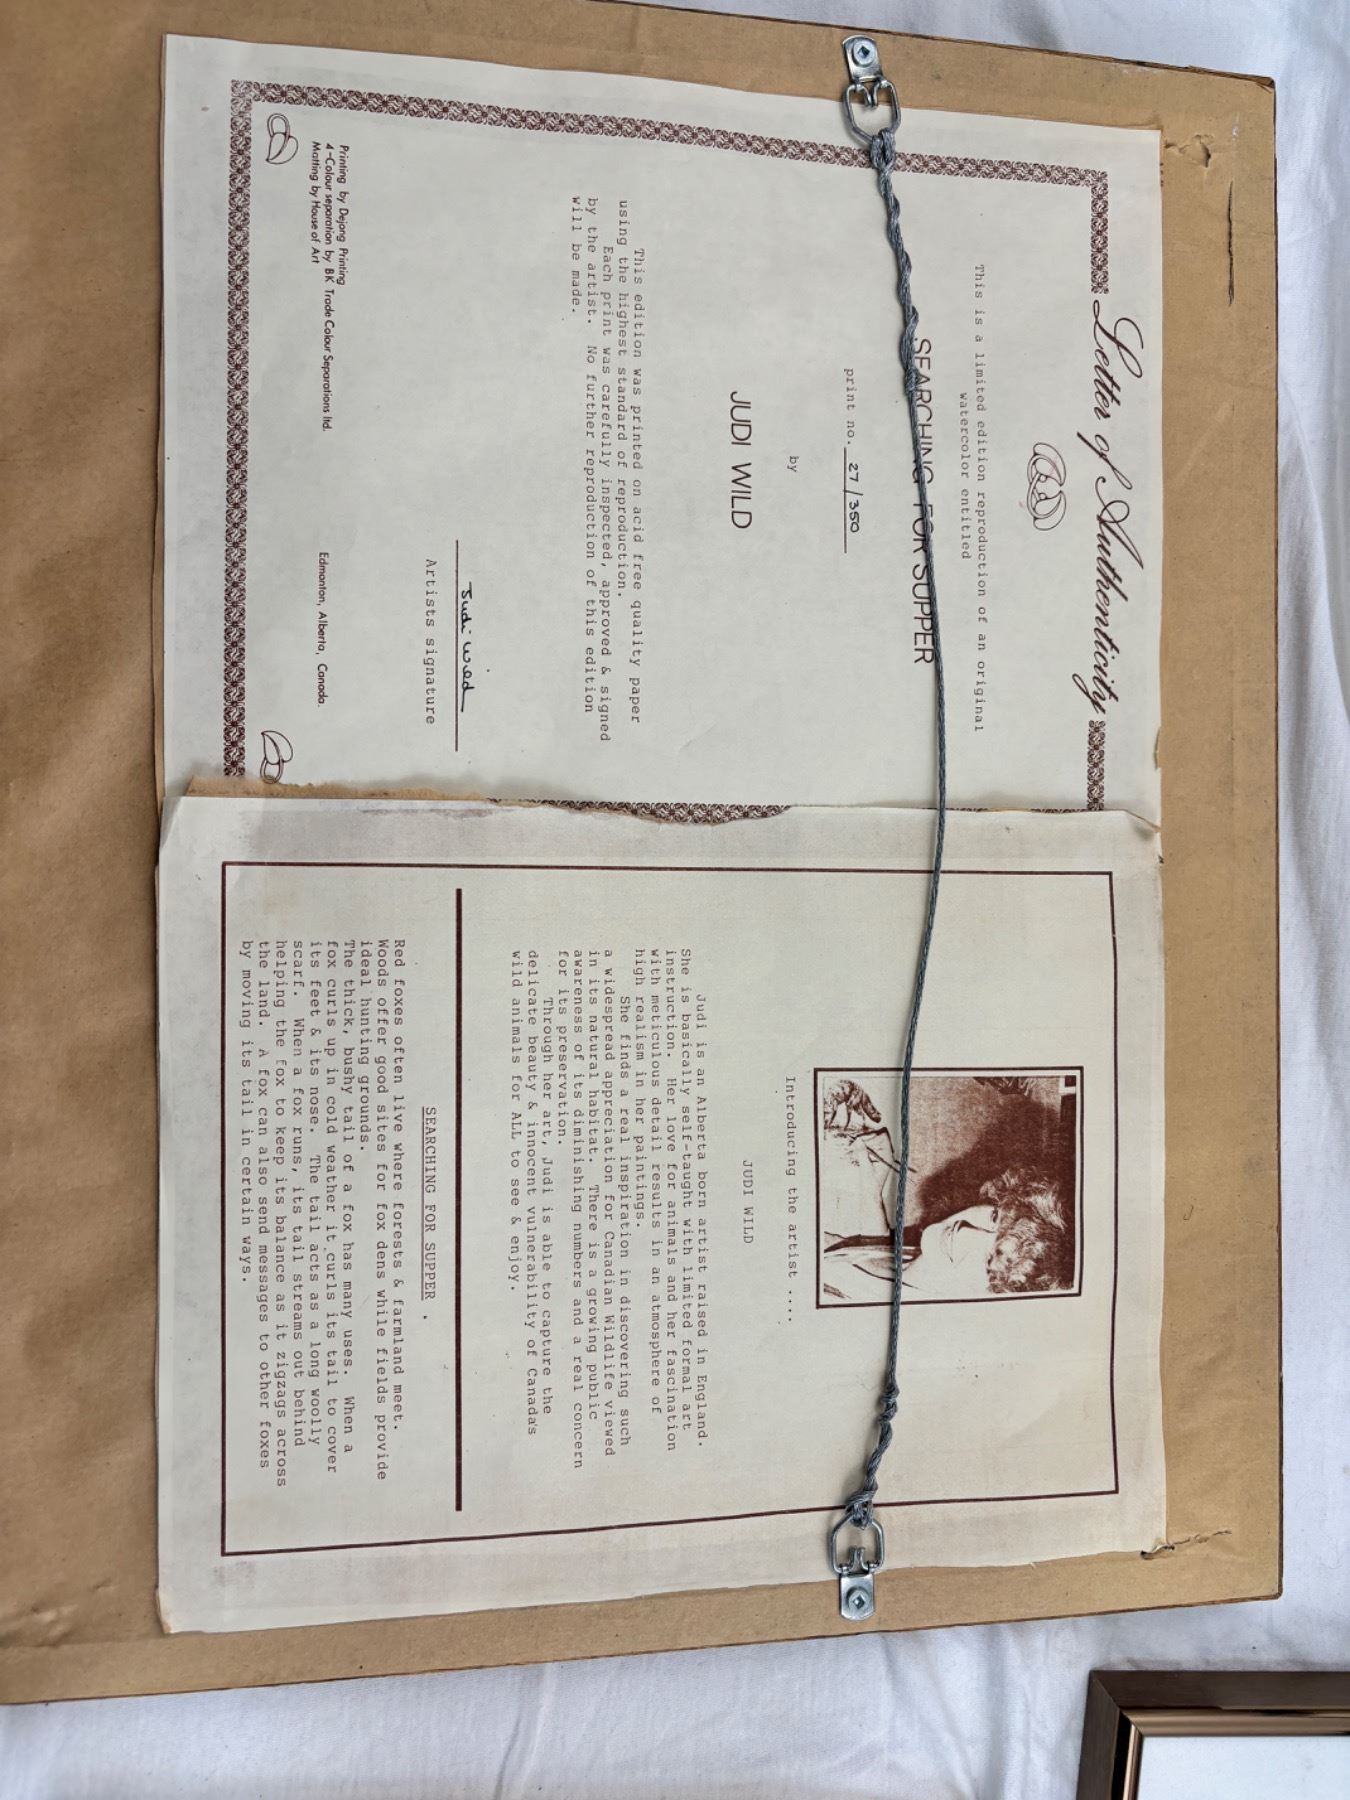 Letter of Authenticity
This is a limited edition reproduction of an original
watercolor entitled
SEARCHING FOR SUPPER
print no. 27/350
by
JUDI WILD
This edition was printed on acid free quality paper
using the highest standard of reproduction.
Each print was carefully inspected, approved & signed
by the artist. No further reproduction of this edition
will be made.
Judi Wild
Artists signature
Printing by Dejong Printing
4-Colour separation by BK Trade Colour Separations ltd.
Matting by House of Art
Edmonton, Alberta, Canada.
Introducing the artist ....
JUDI WILD
Judi is an Alberta born artist raised in England.
She is basically self-taught with limited formal art
instruction. Her love for animals and her fascination
with meticulous detail results in an atmosphere of
high realism in her paintings.
She finds a real inspiration in discovering such
a widespread appreciation for Canadian Wildlife viewed
in its natural habitat. There is a growing public
awareness of its diminishing numbers and a real concern
for its preservation.
Through her art, Judi is able to capture the
delicate beauty & innocent vulnerability of Canada's
wild animals for ALL to see & enjoy.
SEARCHING FOR SUPPER
Red foxes often live where forests & farmland meet.
Woods offer good sites for fox dens while fields provide
ideal hunting grounds.
The thick, bushy tail of a fox has many uses. When a
fox curls up in cold weather it curls its tail to cover
its feet & its nose. The tail acts as a long woolly
scarf. When a fox runs, its tail streams out behind
helping the fox to keep its balance as it zigzags across
the land. A fox can also send messages to other foxes
by moving its tail in certain ways.